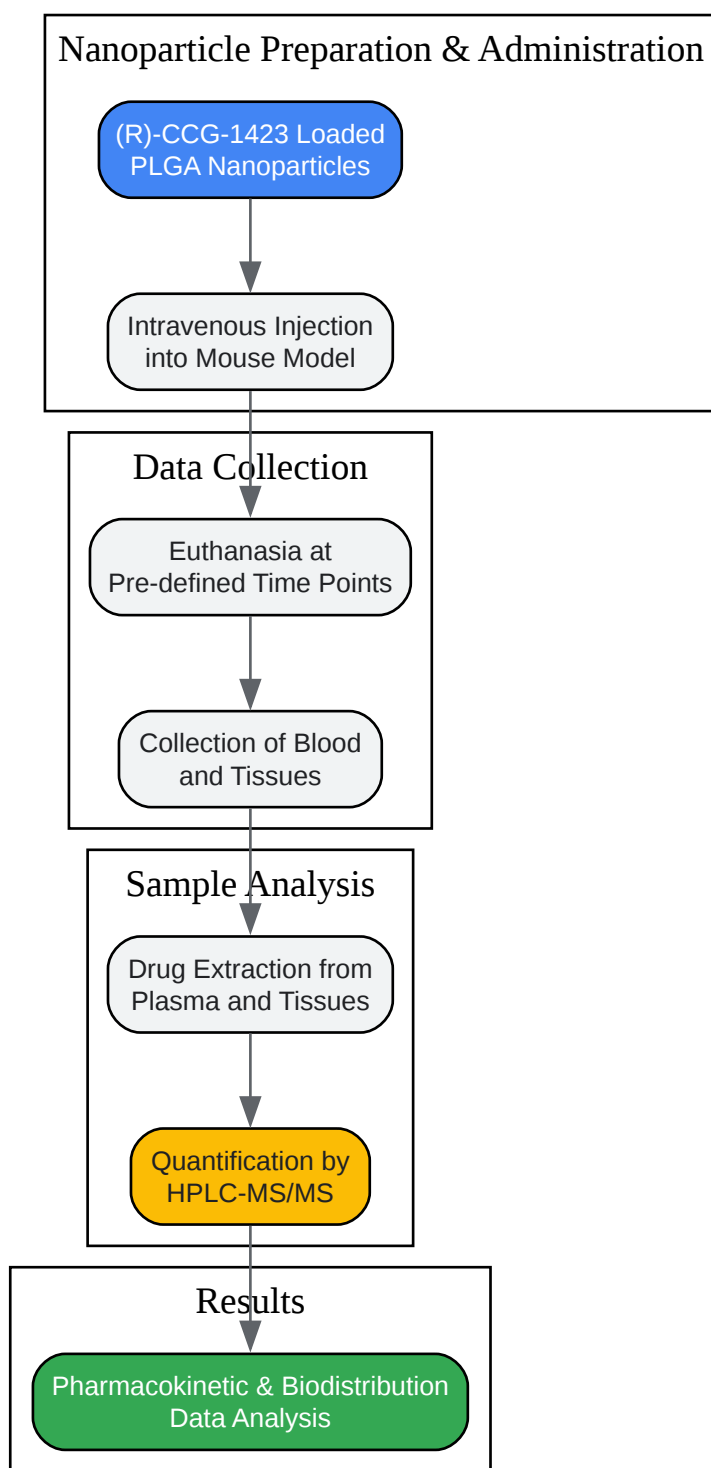 Nanoparticle Preparation & Administration
(R)-CCG-1423 Loaded
PLGA Nanoparticles
Intravenous Injection
into Mouse Model
Data Collection
Euthanasia at
Pre-defined Time Points
Collection of Blood
and Tissues
Sample Analysis
Drug Extraction from
Plasma and Tissues
Quantification by
HPLC-MS/MS
Results
Pharmacokinetic & Biodistribution
Data Analysis